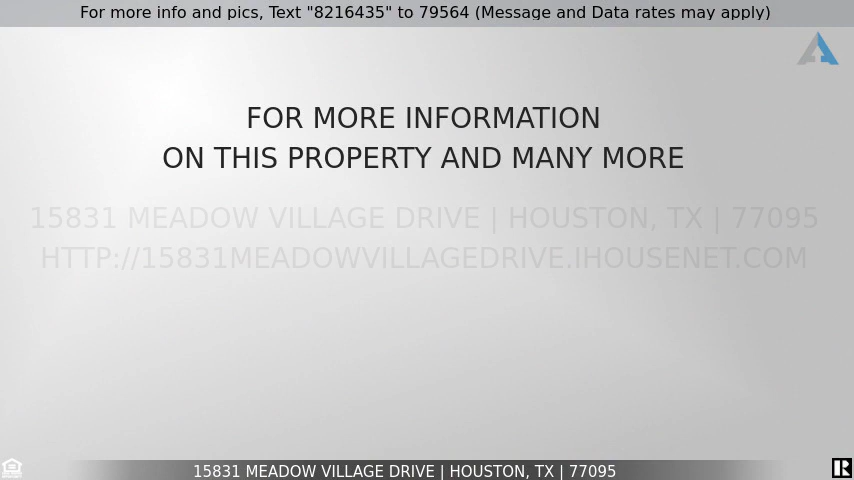 For more info and pics, Text "8216435" to 79564 (Message and Data rates may apply)
FOR MORE INFORMATION
ON THIS PROPERTY AND MANY MORE
15831 MEADOW VILLAGE DRIVE | HOUSTON, TX | 77095
HTTP://15831MEADOWVILLAGEDRIVE.IHOUSENET.COM
15831 MEADOW VILLAGE DRIVE | HOUSTON, TX | 77095